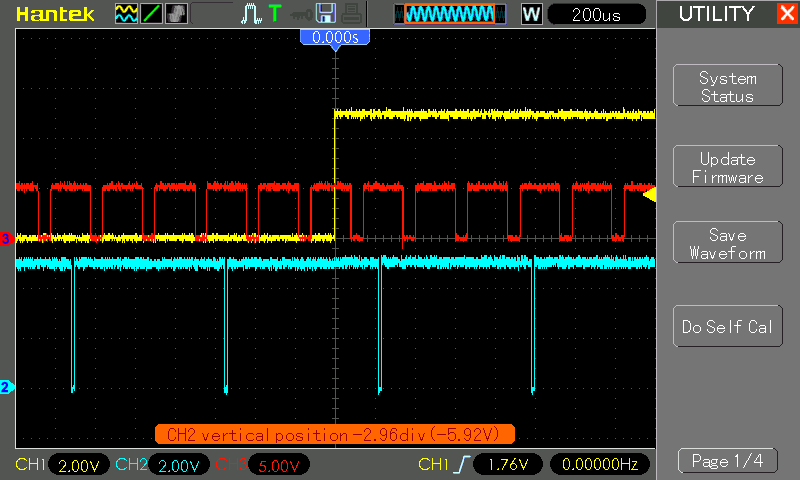 Hantek
T
W
200us
UTILITY
0.000s
System
Status
Update
Firmware
3
Save
Waveform
Do Self Cal
2
CH2 vertical position -2.96div(-5.92V)
CH1 2.00V CH2 2.00V CH3 5.00V CH1 1.76V 0.00000Hz
Page 1/4